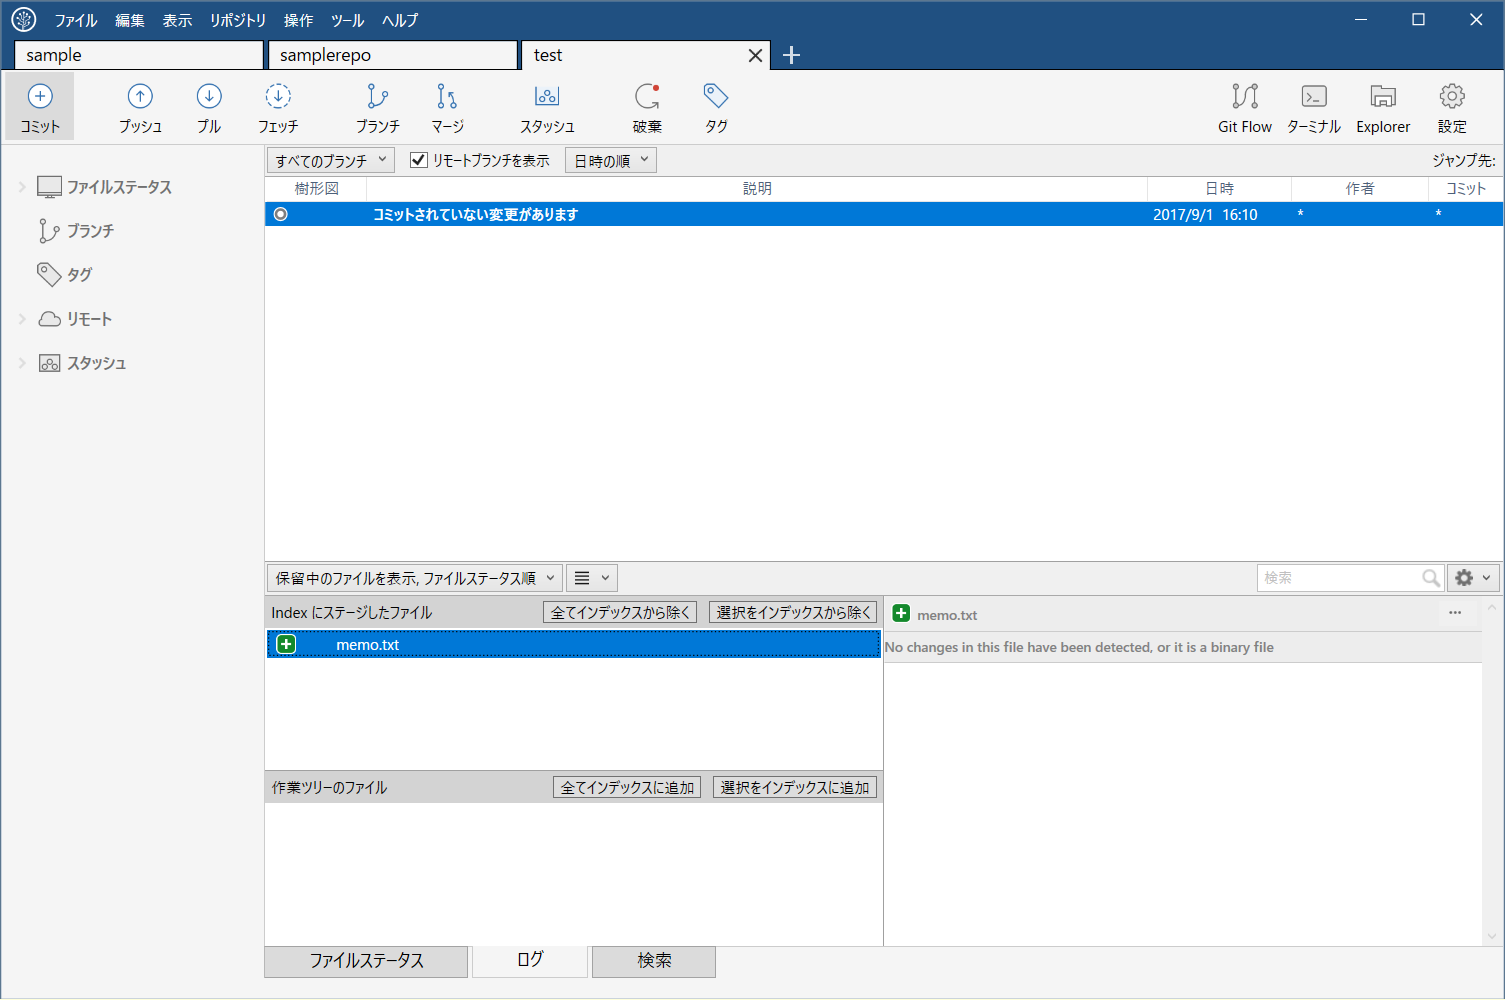 ファイル 編集 表示 リポジトリ 操作 ツール ヘルプ
sample samplerepo test
コミット プッシュ プル フェッチ ブランチ マージ スタッシュ 破棄 タグ Git Flow ターミナル Explorer 設定
すべてのブランチ リモートブランチを表示 日時の順 ジャンプ先:
樹形図 説明 日時 作者 コミット
コミットされていない変更があります 2017/9/1 16:10 * *
ファイルステータス
ブランチ
タグ
リモート
スタッシュ
保留中のファイルを表示, ファイルステータス順 検索
Index にステージしたファイル 全てインデックスから除く 選択をインデックスから除く
memo.txt
memo.txt ...
No changes in this file have been detected, or it is a binary file
作業ツリーのファイル 全てインデックスに追加 選択をインデックスに追加
ファイルステータス ログ 検索